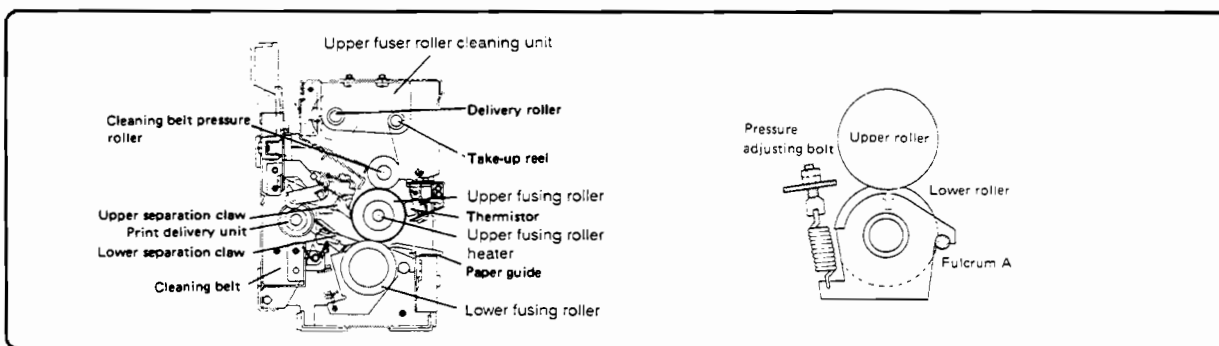 Upper fuser roller cleaning unit
Delivery roller
Cleaning belt pressure
roller
Take-up reel
Upper fusing roller
Upper separation claw
Thermistor
Print delivery unit
Upper fusing roller
heater
Lower separation claw
Paper guide
Cleaning belt
Lower fusing roller
Pressure
adjusting bolt
Upper roller
Lower roller
Fulcrum A